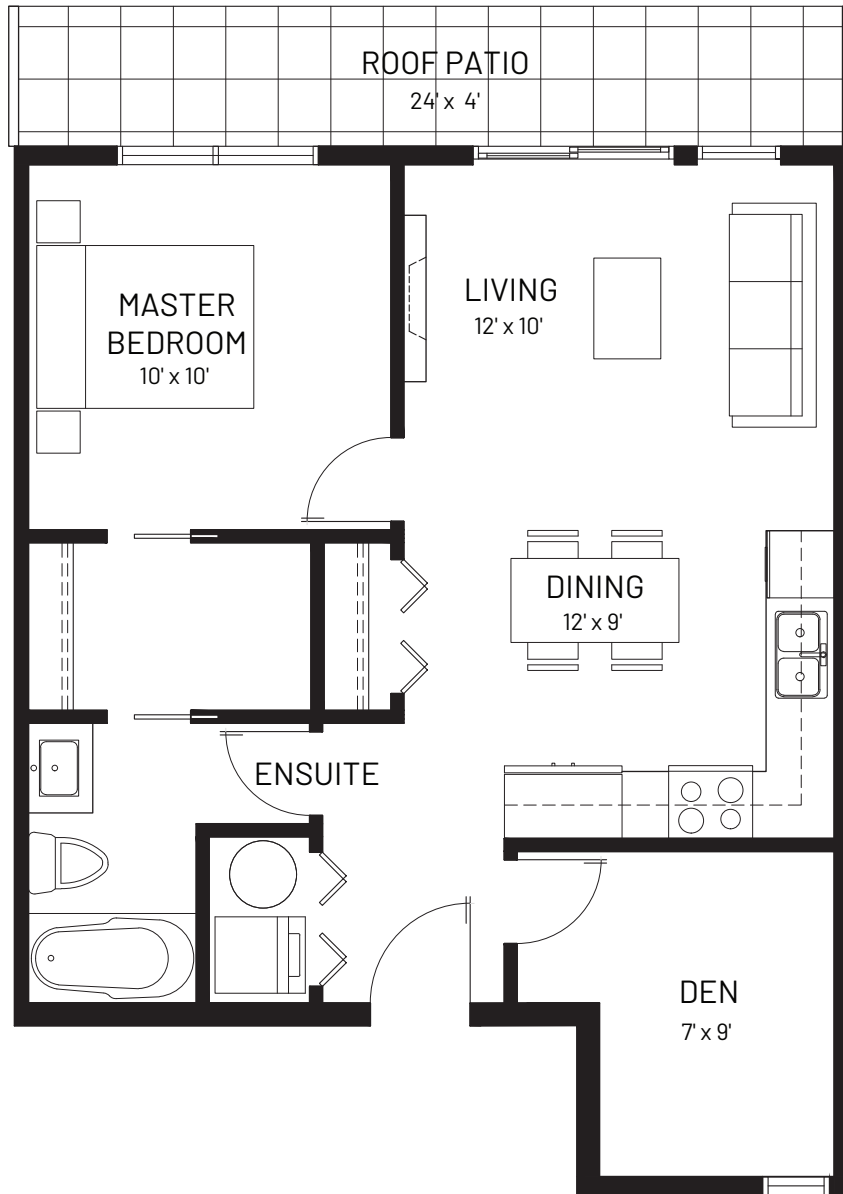 ROOF PATIO
24' x 4'
MASTER
BEDROOM
10' x 10'
LIVING
12' x 10'
DINING
12' x 9'
ENSUITE
DEN
7' x 9'